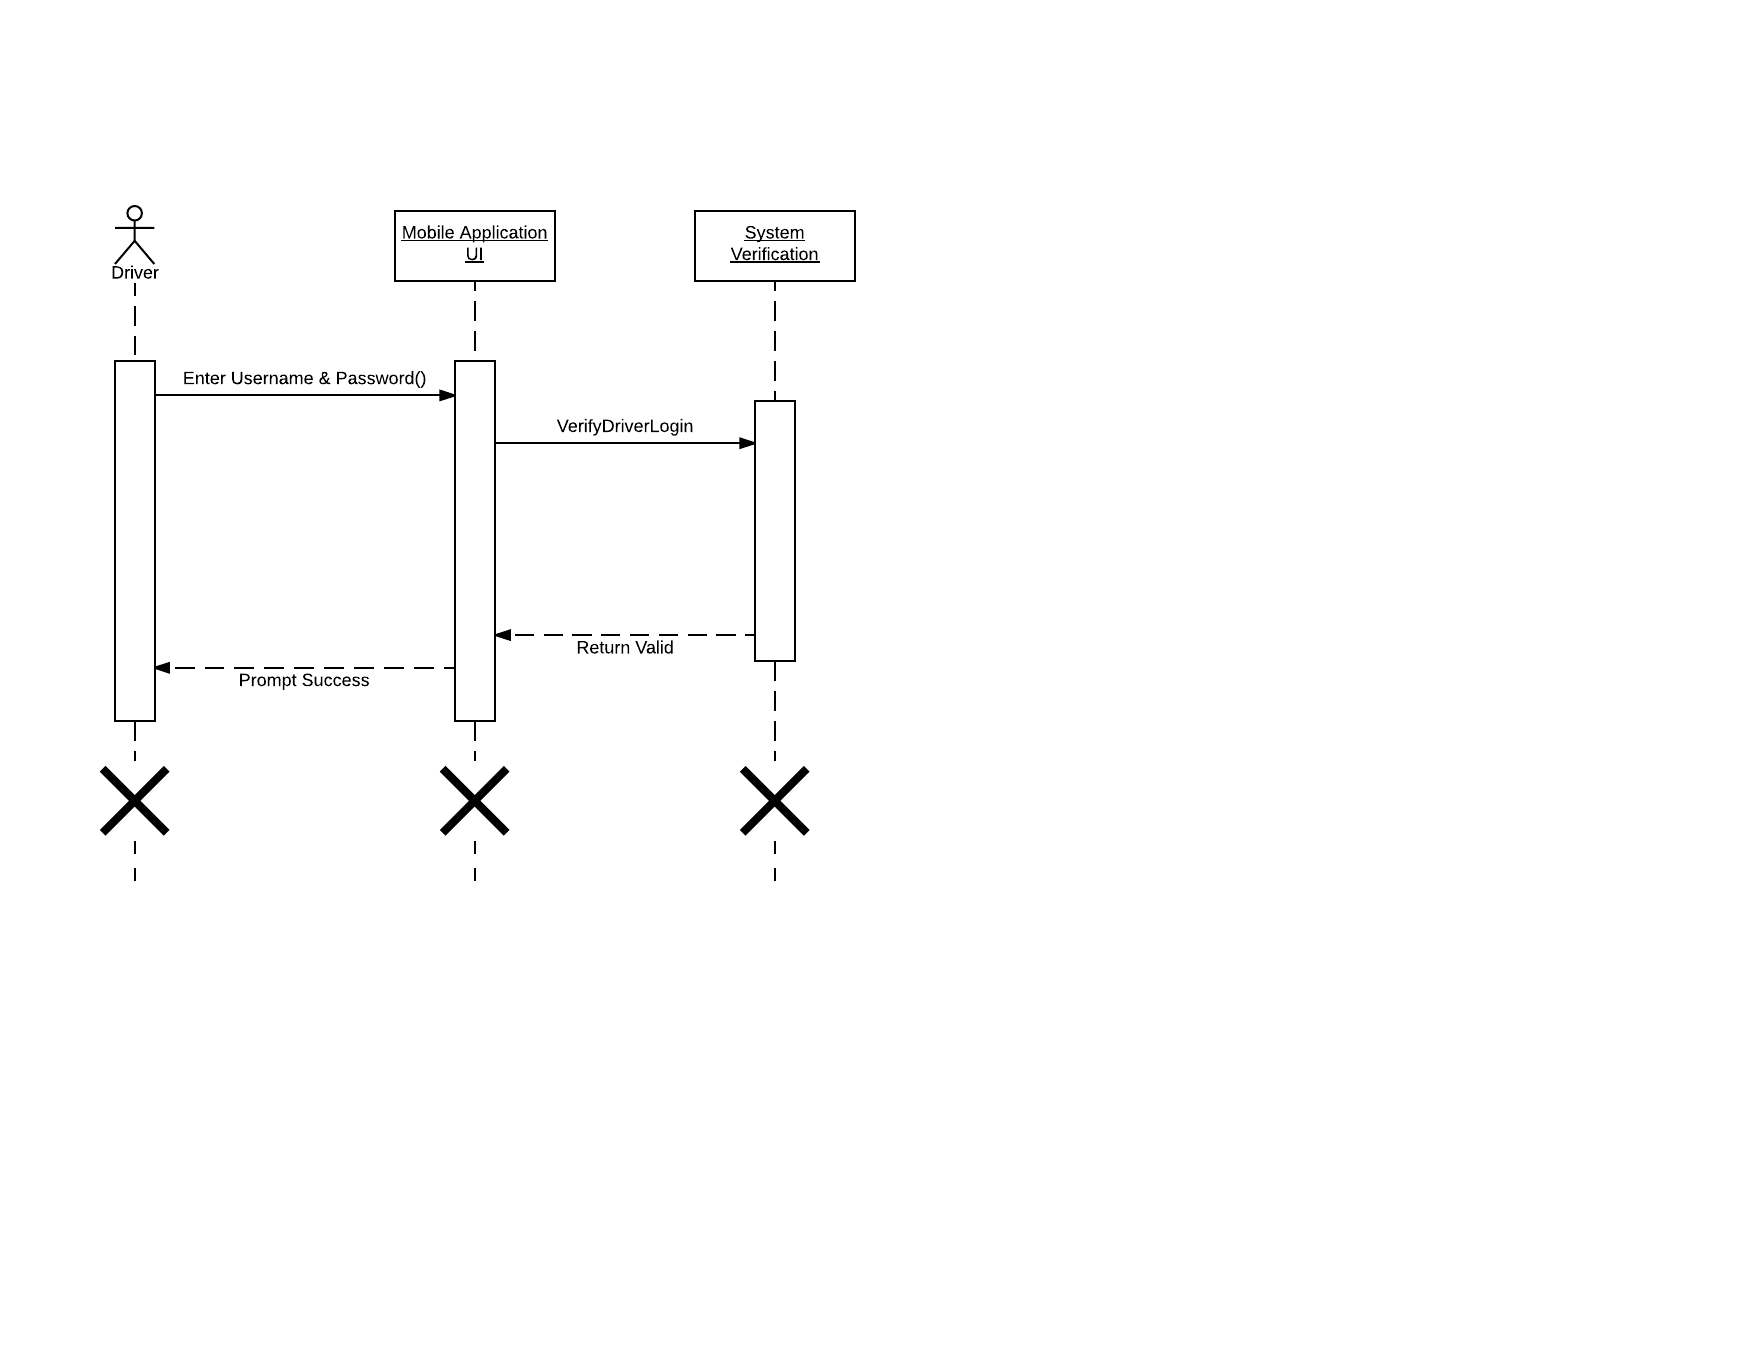 Driver
Mobile Application
UI
System
Verification
Enter Username & Password()
VerifyDriverLogin
Return Valid
Prompt Success